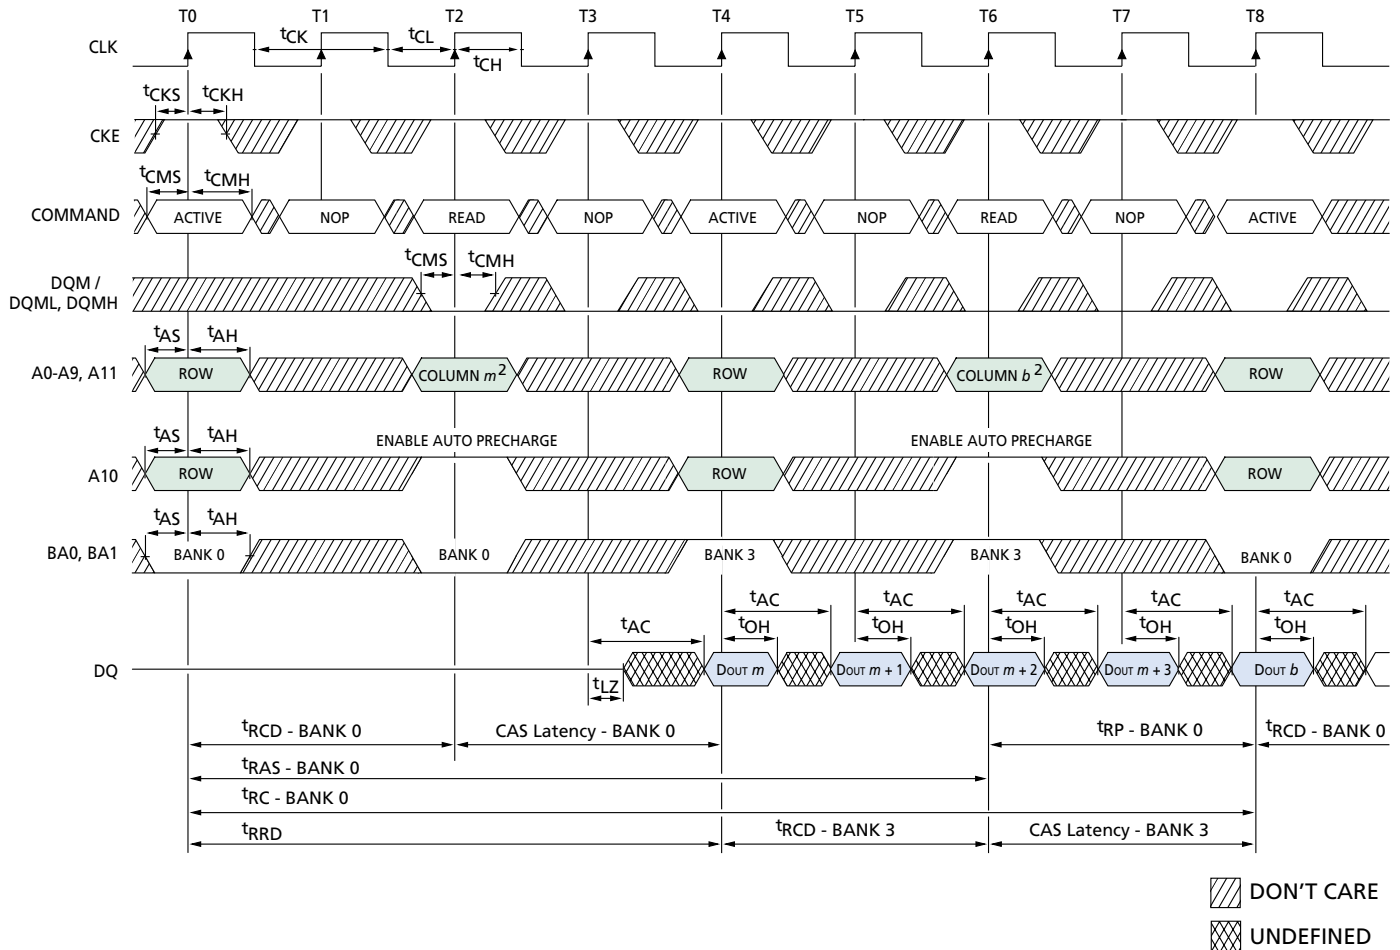 T0 T1 T2 T3 T4 T5 T6 T7 T8
CLK tCK tCL tCH
tCKS tCKH
CKE
tCMS tCMH
COMMAND ACTIVE NOP READ NOP ACTIVE NOP READ NOP ACTIVE
tCMS tCMH
DQM /
DQML, DQMH
tAS tAH
A0-A9, A11 ROW COLUMN m2 ROW COLUMN b2 ROW
tAS tAH ENABLE AUTO PRECHARGE ENABLE AUTO PRECHARGE
A10 ROW ROW ROW
tAS tAH
BA0, BA1 BANK 0 BANK 0 BANK 3 BANK 3 BANK 0
tAC tAC tAC tAC tAC
tAC tOH tOH tOH tOH tOH
DQ DOUT m DOUT m + 1 DOUT m + 2 DOUT m + 3 DOUT b
tLZ
tRCD - BANK 0 CAS Latency - BANK 0 tRP - BANK 0 tRCD - BANK 0
tRAS - BANK 0
tRC - BANK 0
tRRD tRCD - BANK 3 CAS Latency - BANK 3
DON'T CARE
UNDEFINED